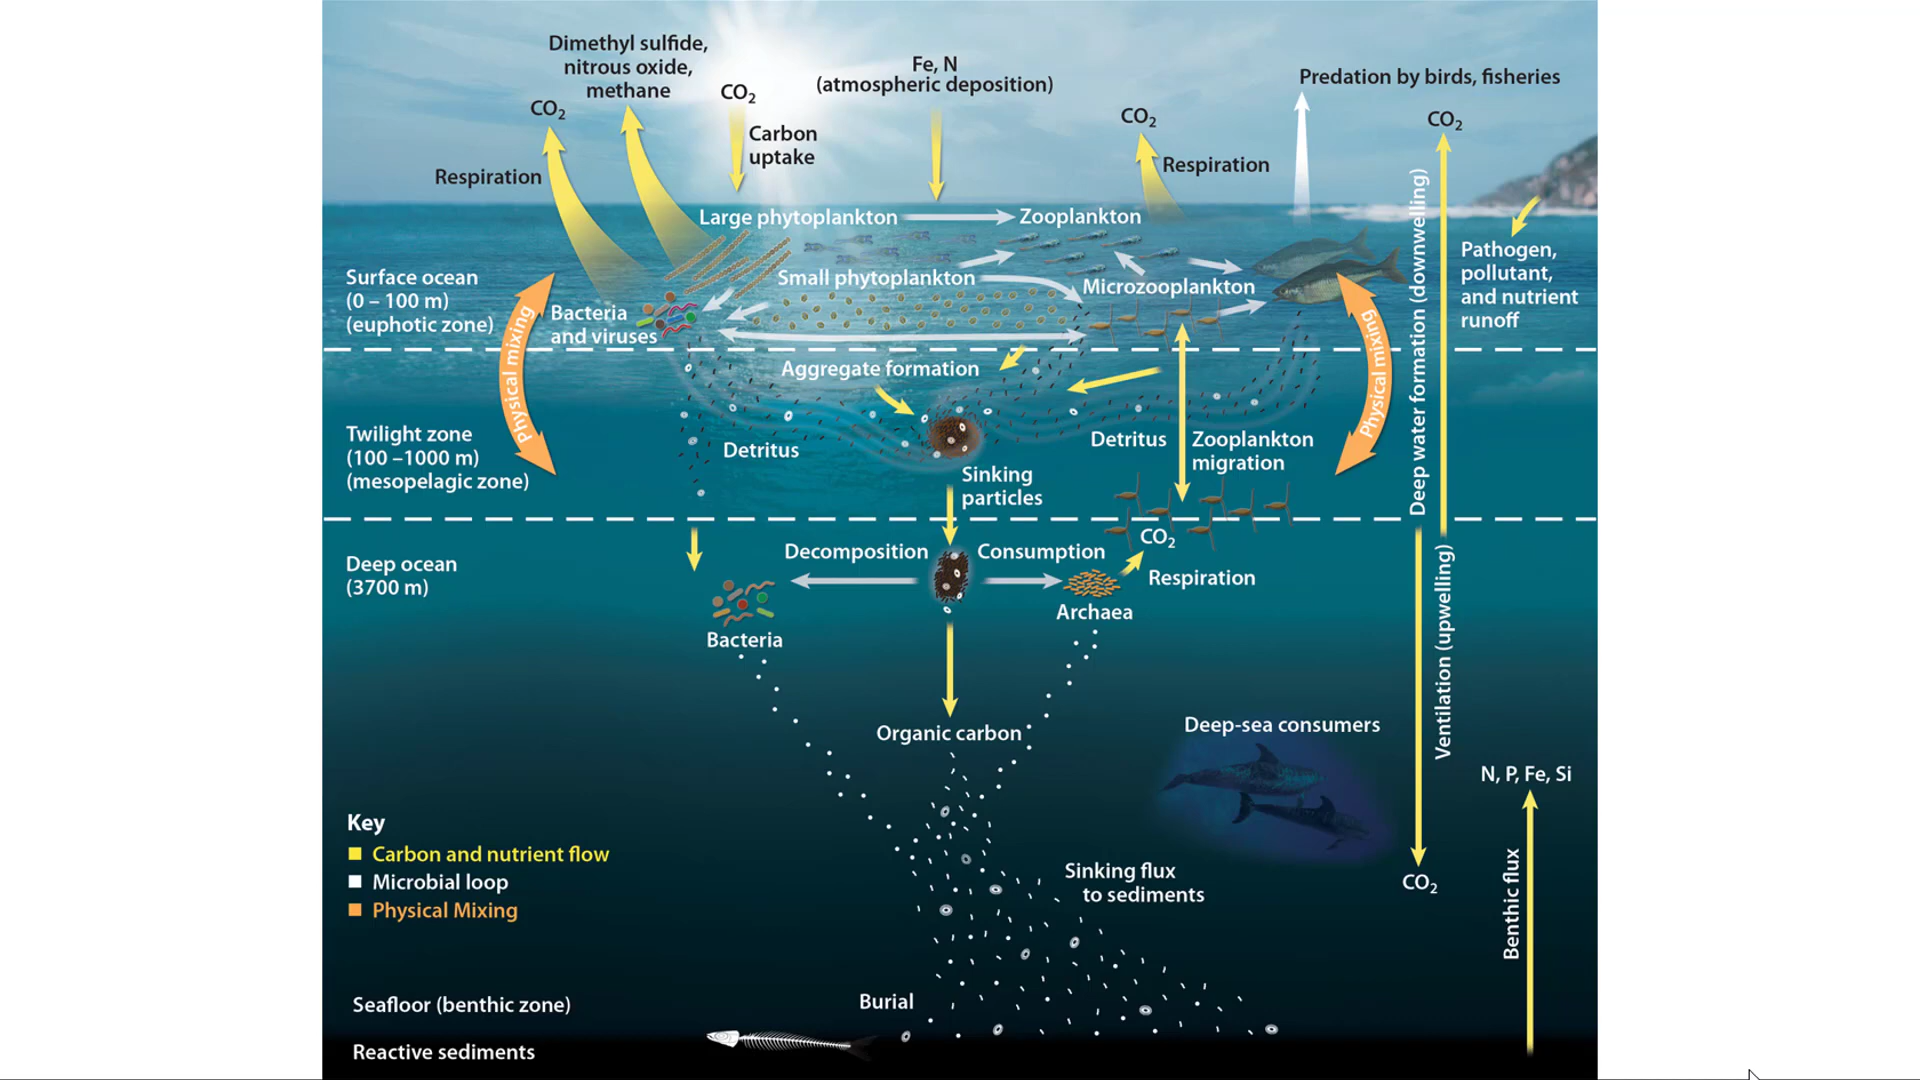 Dimethyl sulfide,
nitrous oxide,
methane
CO2
Respiration
CO2
Carbon
uptake
Fe, N
(atmospheric deposition)
CO2
Respiration
Predation by birds, fisheries
CO2
Large phytoplankton
Zooplankton
Small phytoplankton
Microzooplankton
Pathogen,
pollutant,
and nutrient
runoff
Surface ocean
(0 – 100 m)
(euphotic zone)
Bacteria
and viruses
Physical mixing
Physical mixing
Deep water formation (downwelling)
Aggregate formation
Twilight zone
(100 –1000 m)
(mesopelagic zone)
Detritus
Detritus
Zooplankton
migration
Sinking
particles
Deep ocean
(3700 m)
Decomposition
Consumption
CO2
Respiration
Bacteria
Archaea
Ventilation (upwelling)
Organic carbon
Deep-sea consumers
N, P, Fe, Si
Key
Carbon and nutrient flow
Microbial loop
Physical Mixing
Sinking flux
to sediments
CO2
Benthic flux
Seafloor (benthic zone)
Burial
Reactive sediments